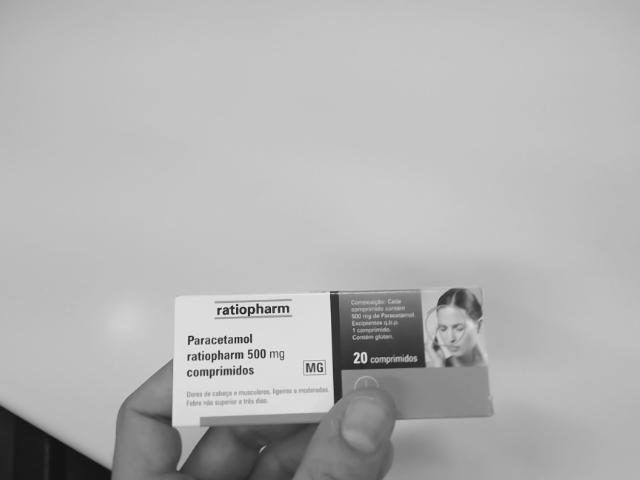 ratiopharm
Paracetamol
ratiopharm 500 mg
comprimidos
MG
Dores de cabeça e musculares, ligeiras a moderadas.
Febre não superior a três dias.
Composição: Cada
comprimido contém
500 mg de Paracetamol.
Excipientes q.b.p.
1 comprimido.
Contém glúten.
20 comprimidos